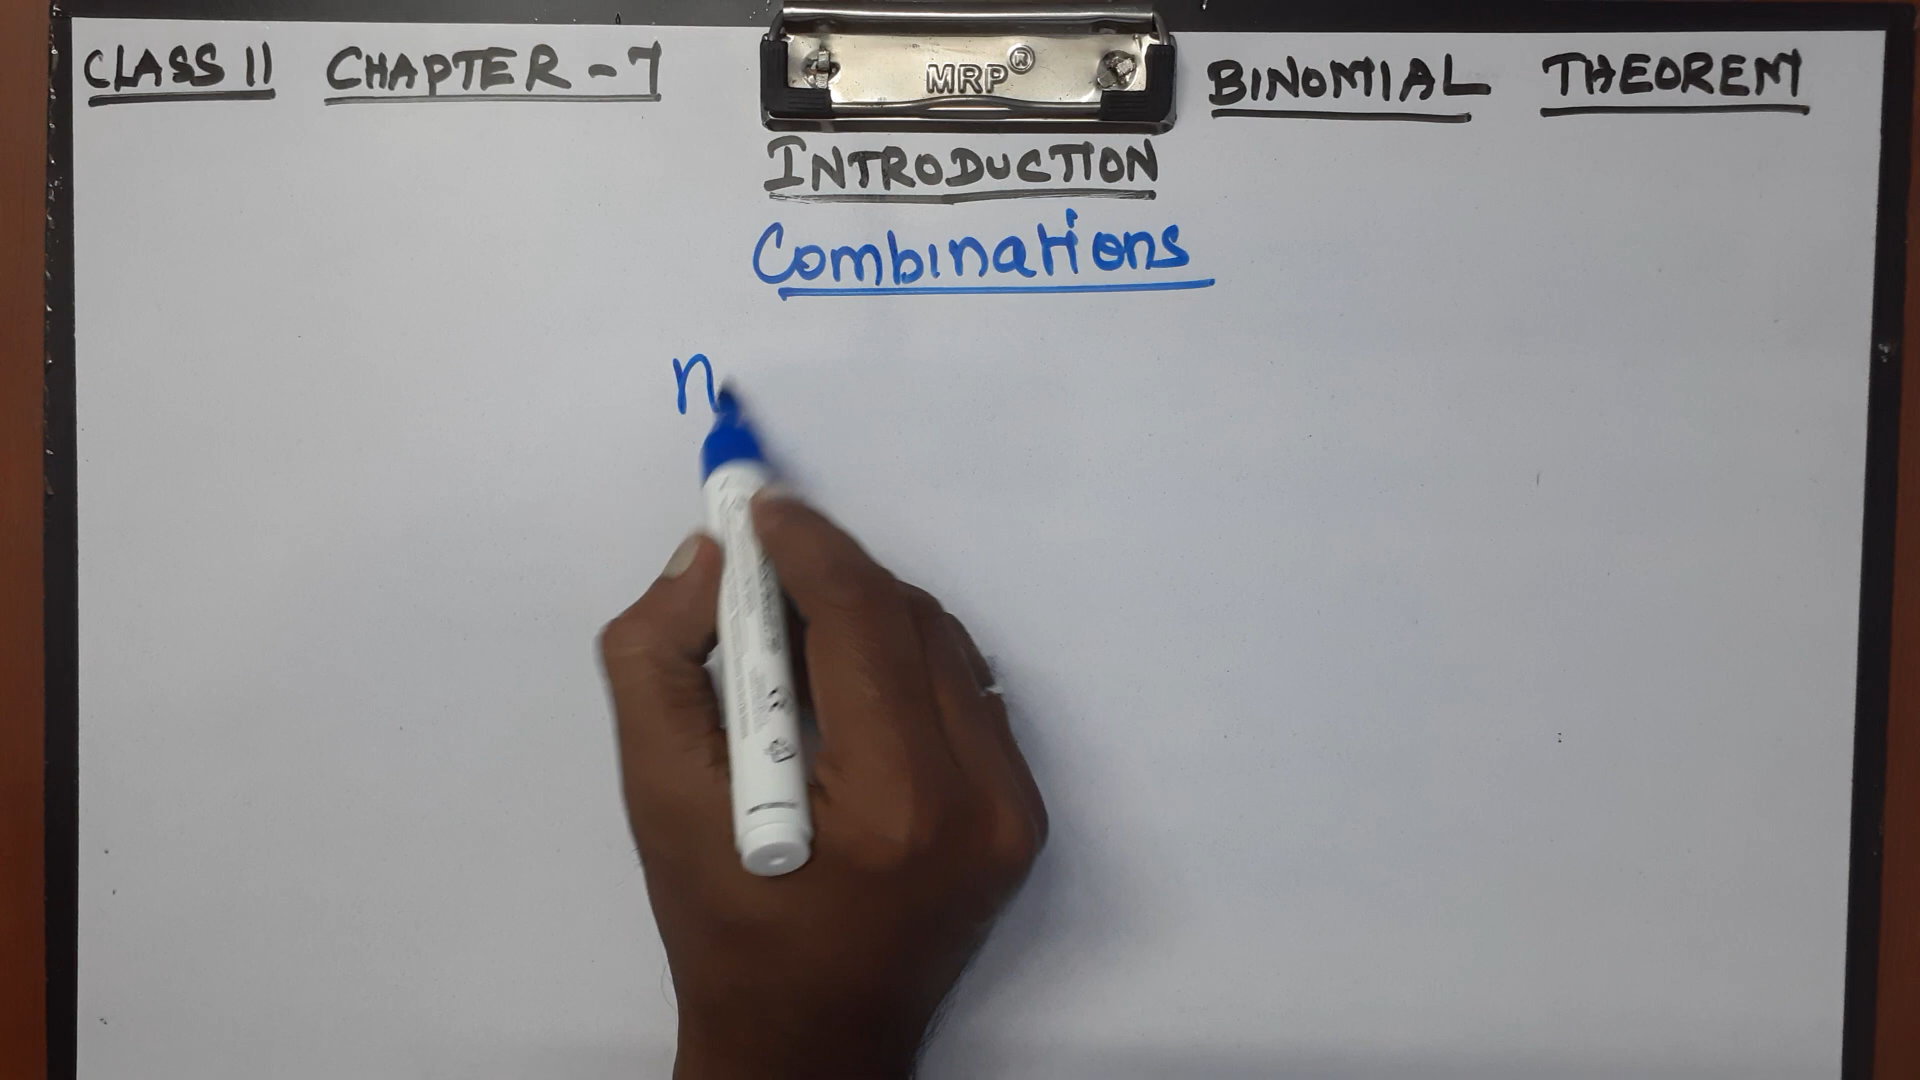 CLASS 11 CHAPTER - 7 MRP® BINOMIAL THEOREM
INTRODUCTION
Combinations
n